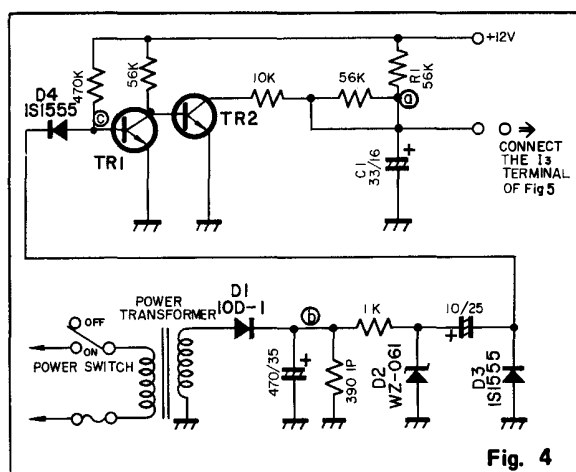 +12V
470K
56K
10K
56K
R1
56K
ⓐ
D4
1S1555
ⓒ
TR1
TR2
C1
33/16
+
CONNECT
THE I3
TERMINAL
OF Fig 5
POWER
TRANSFORMER
D1
10D-1
ⓑ
1K
10/25
+
OFF
ON
POWER SWITCH
470/35
+
390 1P
D2
WZ-061
D3
1S1555
Fig. 4